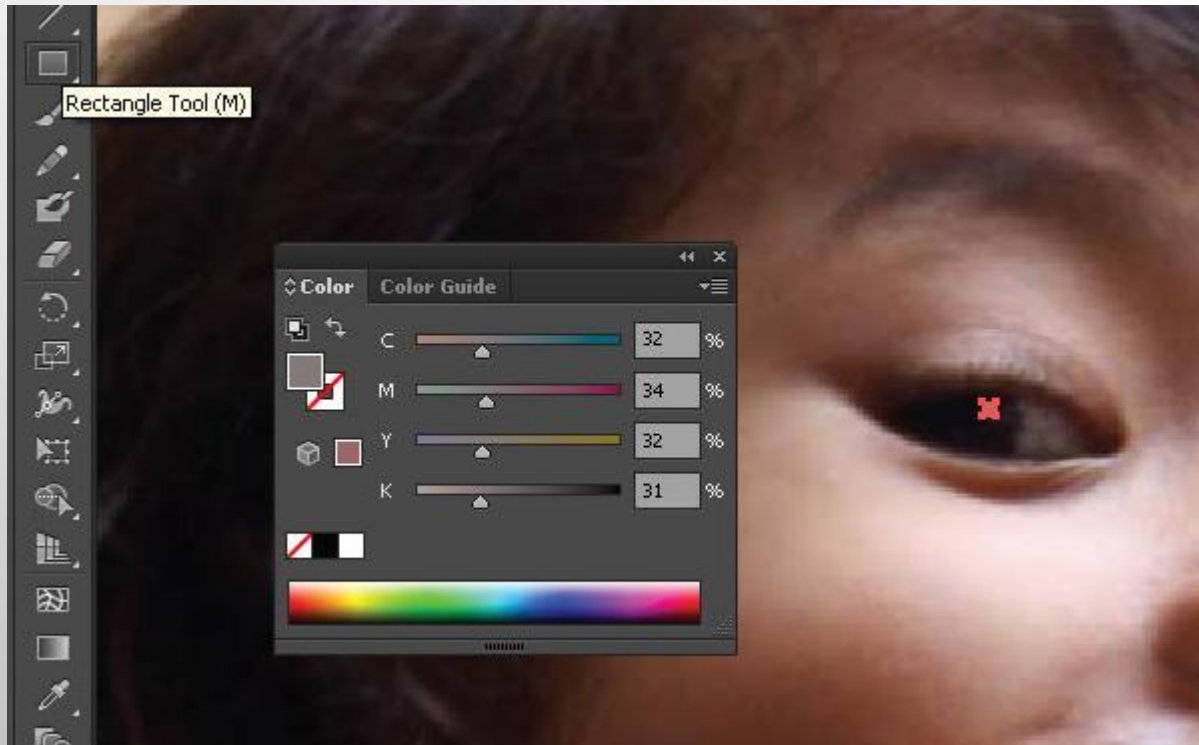 Rectangle Tool (M)
Color Color Guide
C 32 %
M 34 %
Y 32 %
K 31 %